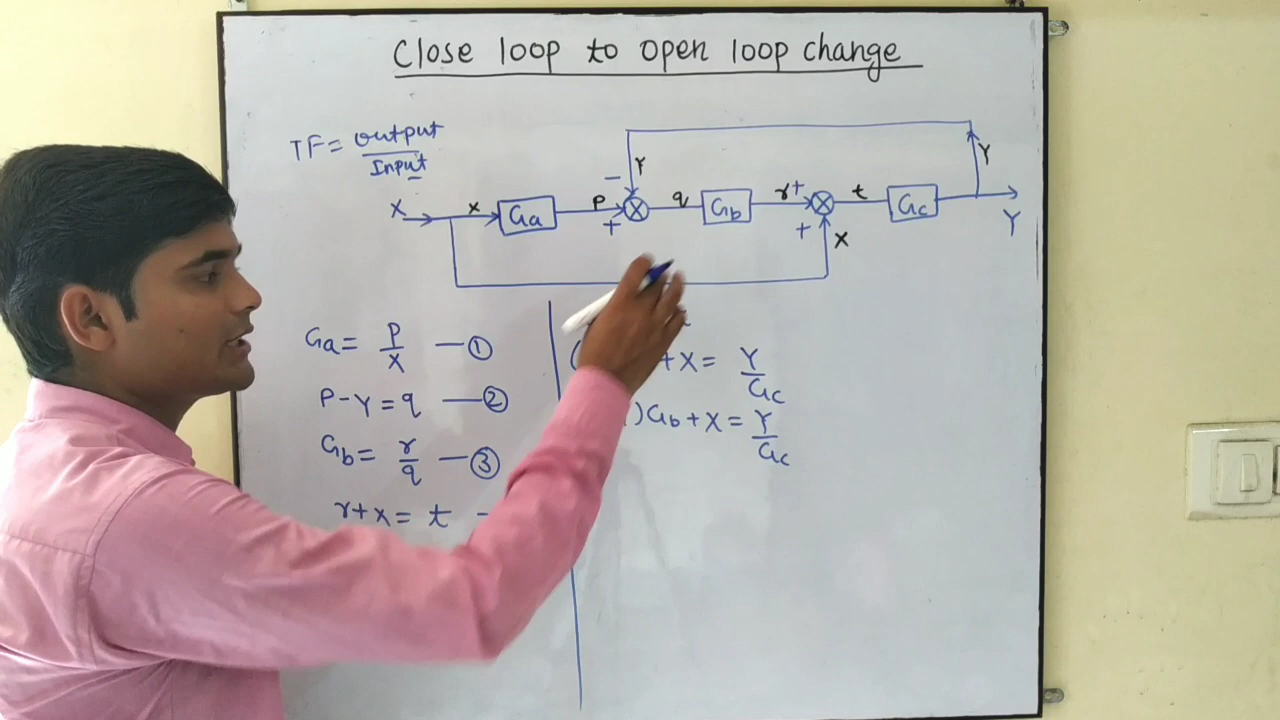 Close loop to open loop change
TF = output / Input
X x Ga P + − Y q Gb r + + X t Gc Y Y
Ga = P/X — ①
P − Y = q — ②
Gb = r/q — ③
r + x = t –
( + X = Y/Gc
)Gb + X = Y/Gc